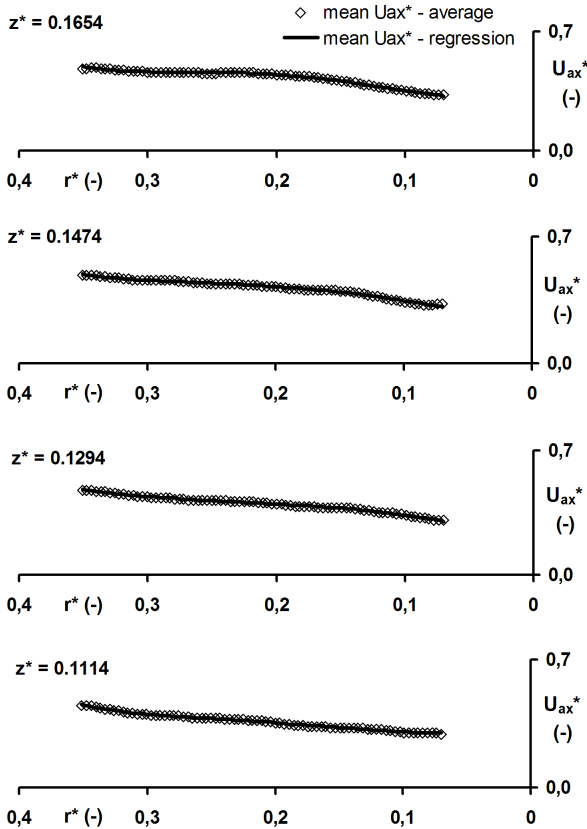 z* = 0.1654
mean Uax* - average
mean Uax* - regression
0,7
Uax*
(-)
0,0
0,4 r* (-) 0,3 0,2 0,1 0
z* = 0.1474
0,7
Uax*
(-)
0,0
0,4 r* (-) 0,3 0,2 0,1 0
z* = 0.1294
0,7
Uax*
(-)
0,0
0,4 r* (-) 0,3 0,2 0,1 0
z* = 0.1114
0,7
Uax*
(-)
0,0
0,4 r* (-) 0,3 0,2 0,1 0